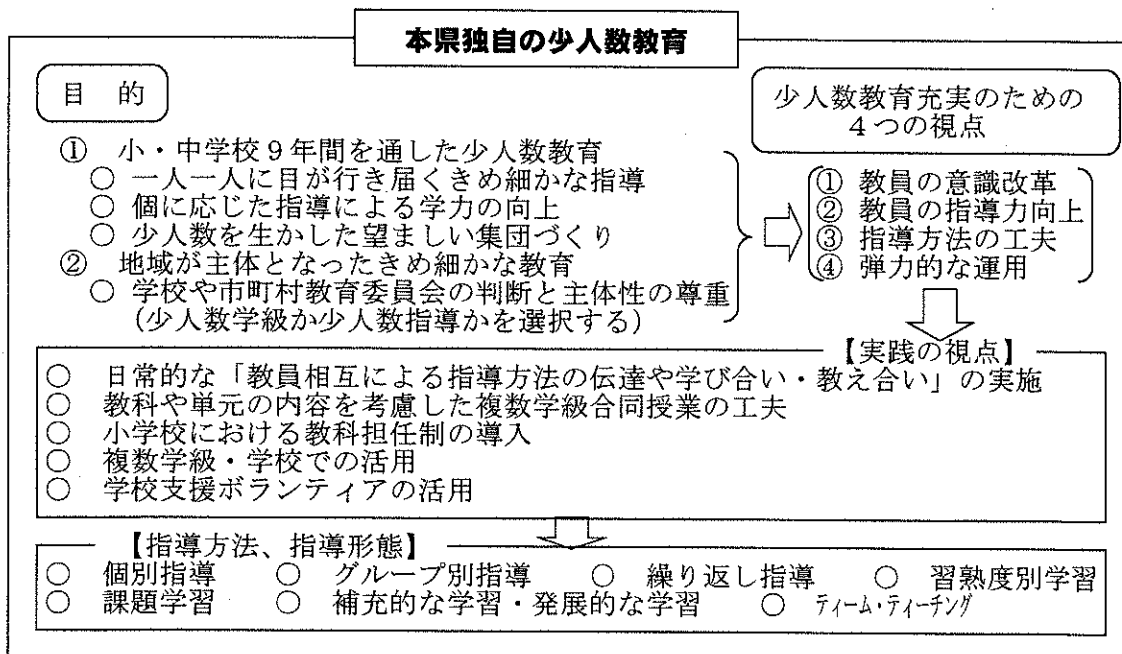 本県独自の少人数教育
目 的
① 小・中学校9年間を通した少人数教育
○ 一人一人に目が行き届くきめ細かな指導
○ 個に応じた指導による学力の向上
○ 少人数を生かした望ましい集団づくり
② 地域が主体となったきめ細かな教育
○ 学校や市町村教育委員会の判断と主体性の尊重
(少人数学級か少人数指導かを選択する)
少人数教育充実のための
4つの視点
① 教員の意識改革
② 教員の指導力向上
③ 指導方法の工夫
④ 弾力的な運用
【実践の視点】
○ 日常的な「教員相互による指導方法の伝達や学び合い・教え合い」の実施
○ 教科や単元の内容を考慮した複数学級合同授業の工夫
○ 小学校における教科担任制の導入
○ 複数学級・学校での活用
○ 学校支援ボランティアの活用
【指導方法、指導形態】
○ 個別指導 ○ グループ別指導 ○ 繰り返し指導 ○ 習熟度別学習
○ 課題学習 ○ 補充的な学習・発展的な学習 ○ ティーム・ティーチング